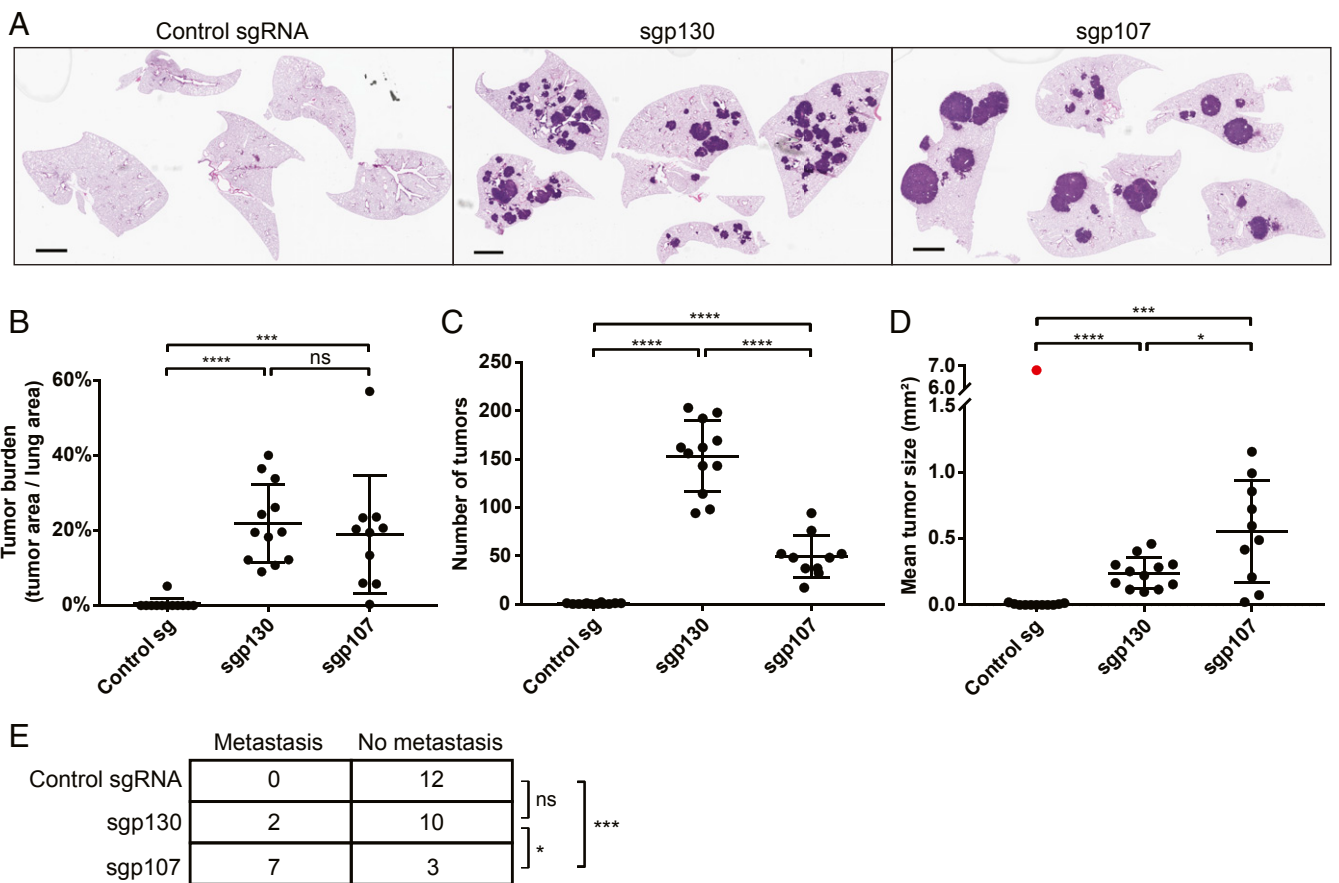 A
Control sgRNA sgp130 sgp107
B
*** 
**** ns
Tumor burden
(tumor area / lung area)
60%
40%
20%
0%
Control sg sgp130 sgp107
C
****
**** ****
Number of tumors
250
200
150
100
50
0
Control sg sgp130 sgp107
D
***
**** *
Mean tumor size (mm²)
7.0
6.0
1.5
1.0
0.5
0.0
Control sg sgp130 sgp107
E
Metastasis No metastasis
Control sgRNA 0 12
ns
sgp130 2 10
***
*
sgp107 7 3